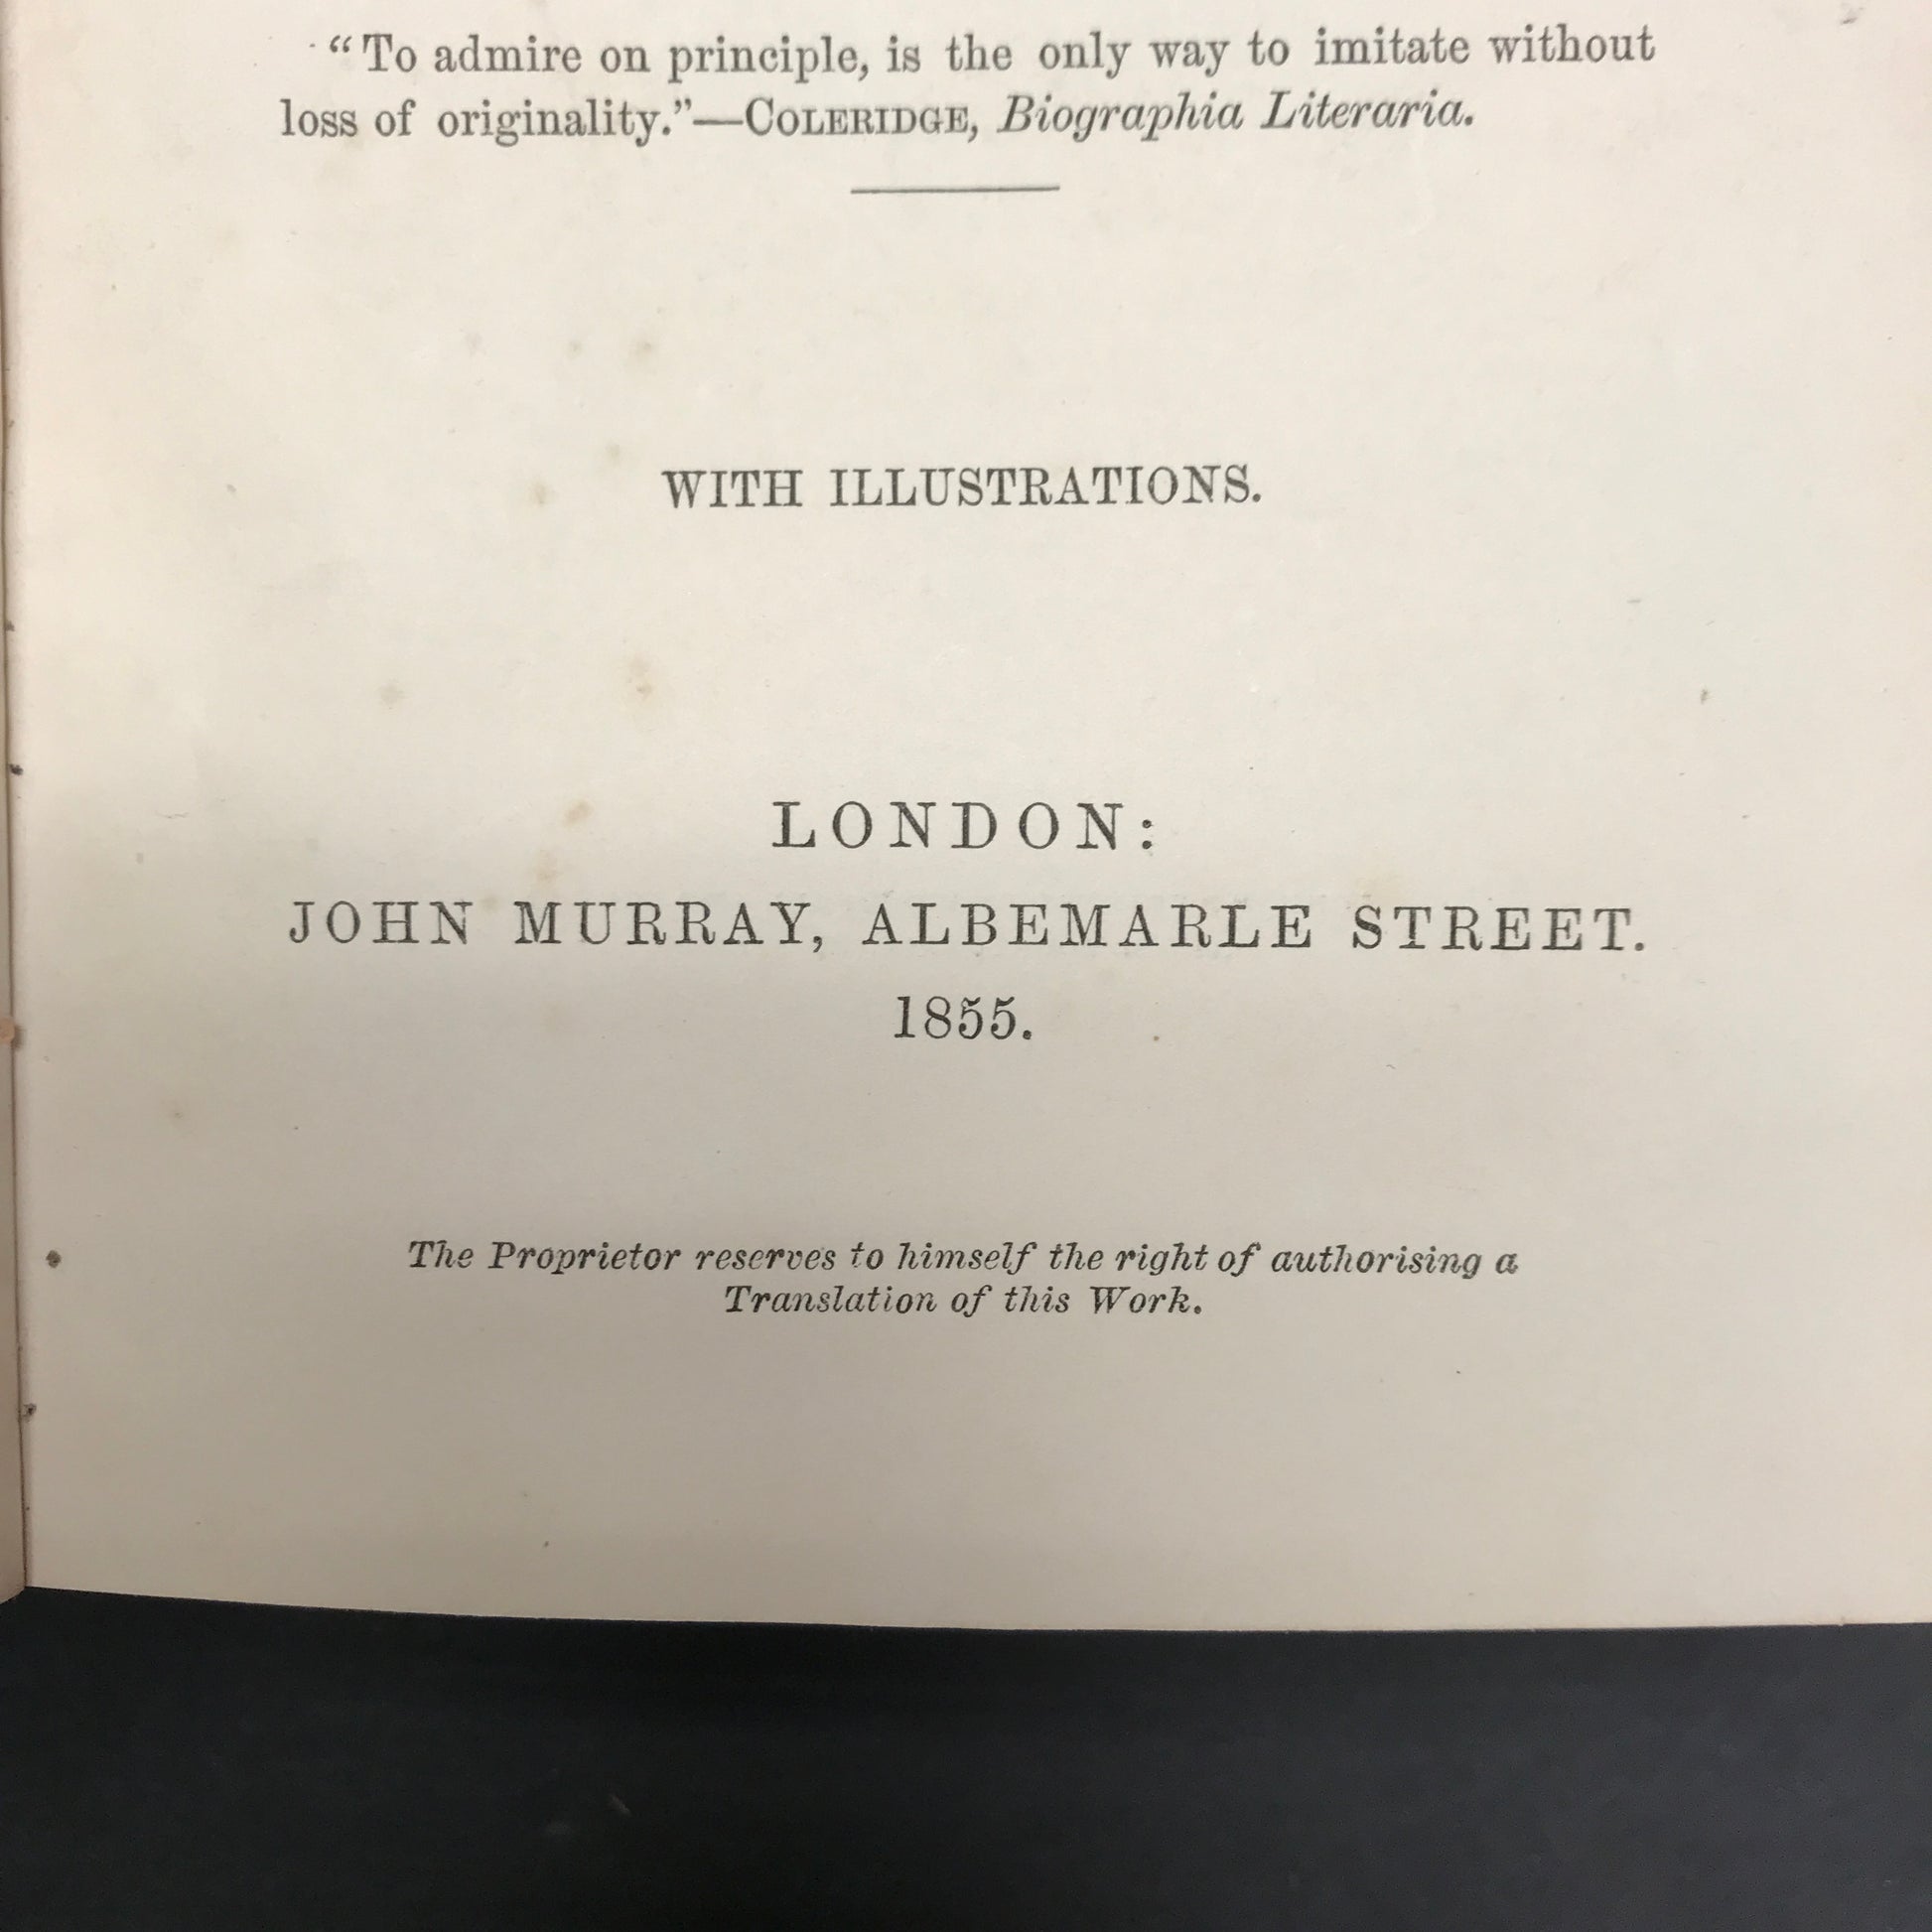 “To admire on principle, is the only way to imitate without
loss of originality.”—COLERIDGE, Biographia Literaria.
WITH ILLUSTRATIONS.
LONDON:
JOHN MURRAY, ALBEMARLE STREET.
1855.
The Proprietor reserves to himself the right of authorising a
Translation of this Work.